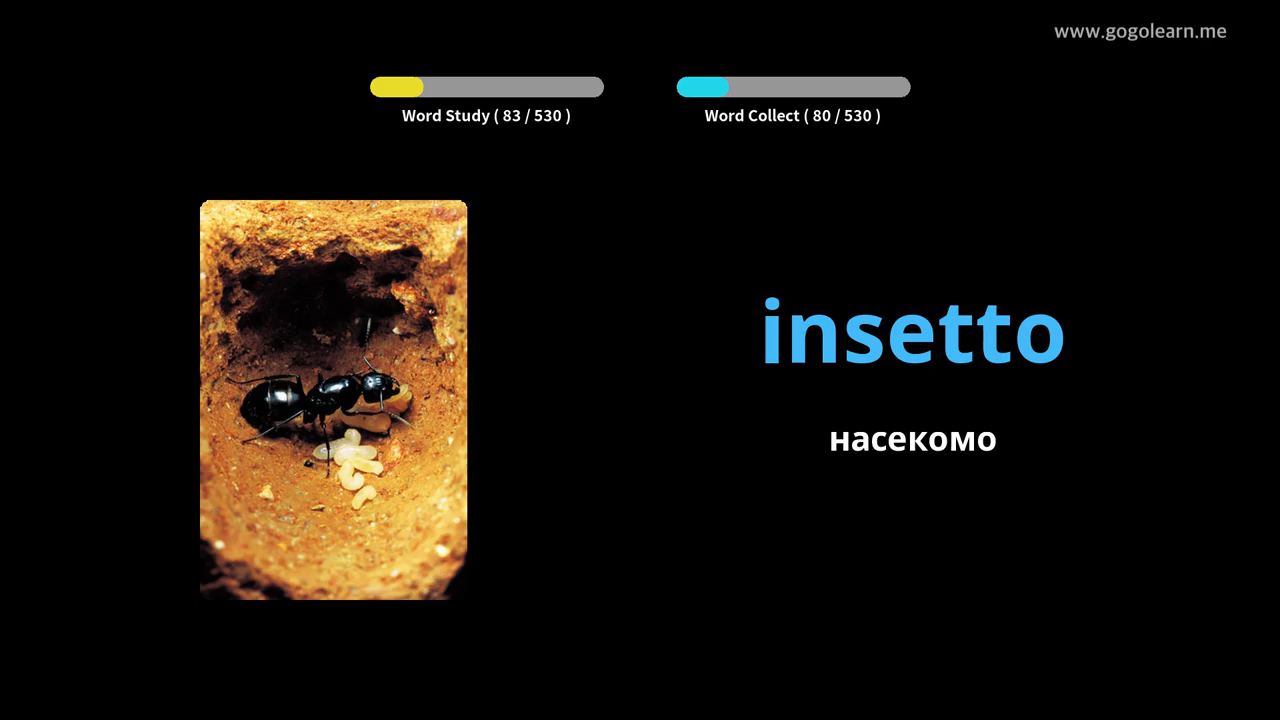 www.gogolearn.me
Word Study ( 83 / 530 )
Word Collect ( 80 / 530 )
insetto
насекомо